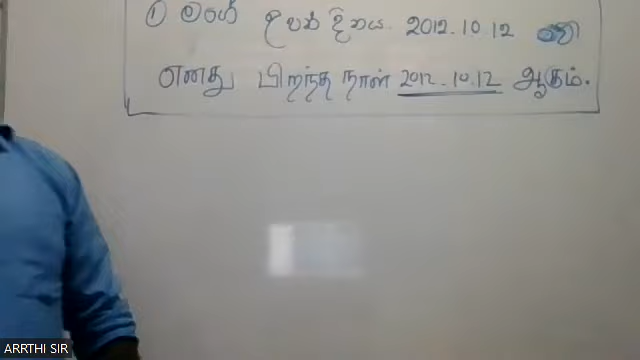 ① මගේ උපන් දිනය 2012.10.12 වේ
எனது பிறந்த நாள் 2012.10.12 ஆகும்.
ARRTHI SIR